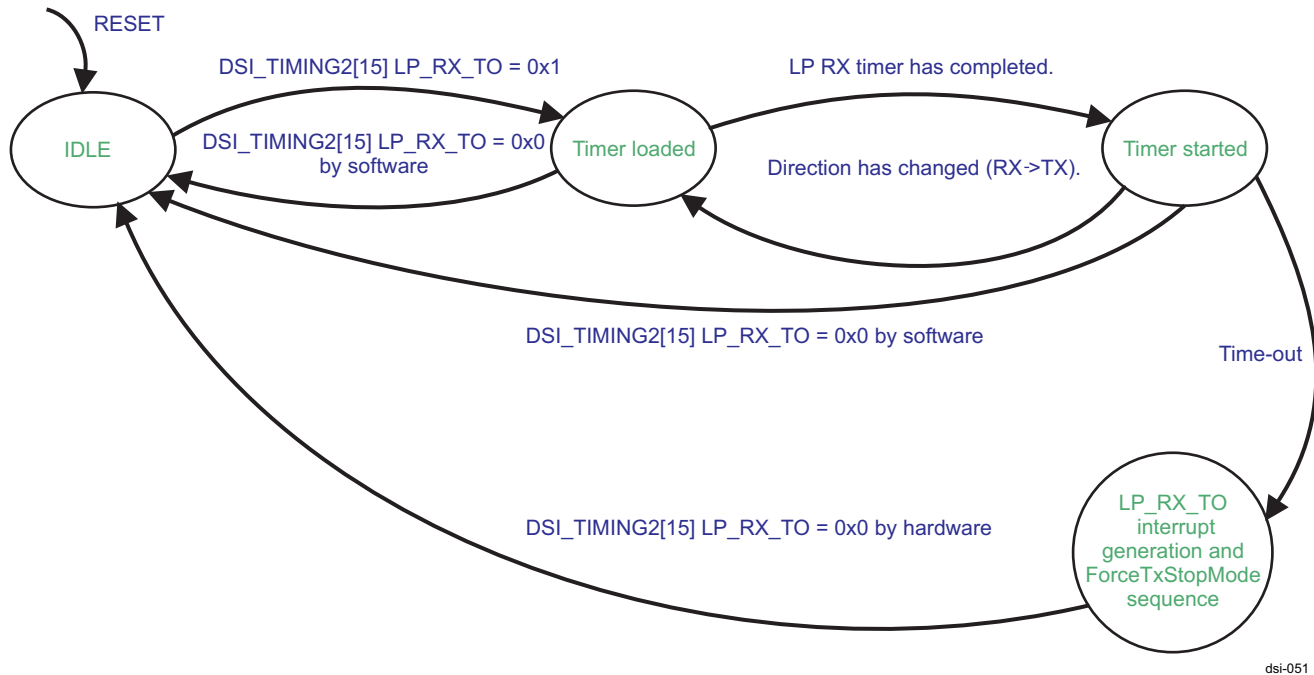 RESET
DSI_TIMING2[15] LP_RX_TO = 0x1
LP RX timer has completed.
IDLE
DSI_TIMING2[15] LP_RX_TO = 0x0
by software
Timer loaded
Direction has changed (RX->TX).
Timer started
DSI_TIMING2[15] LP_RX_TO = 0x0 by software
Time-out
DSI_TIMING2[15] LP_RX_TO = 0x0 by hardware
LP_RX_TO
interrupt
generation and
ForceTxStopMode
sequence
dsi-051